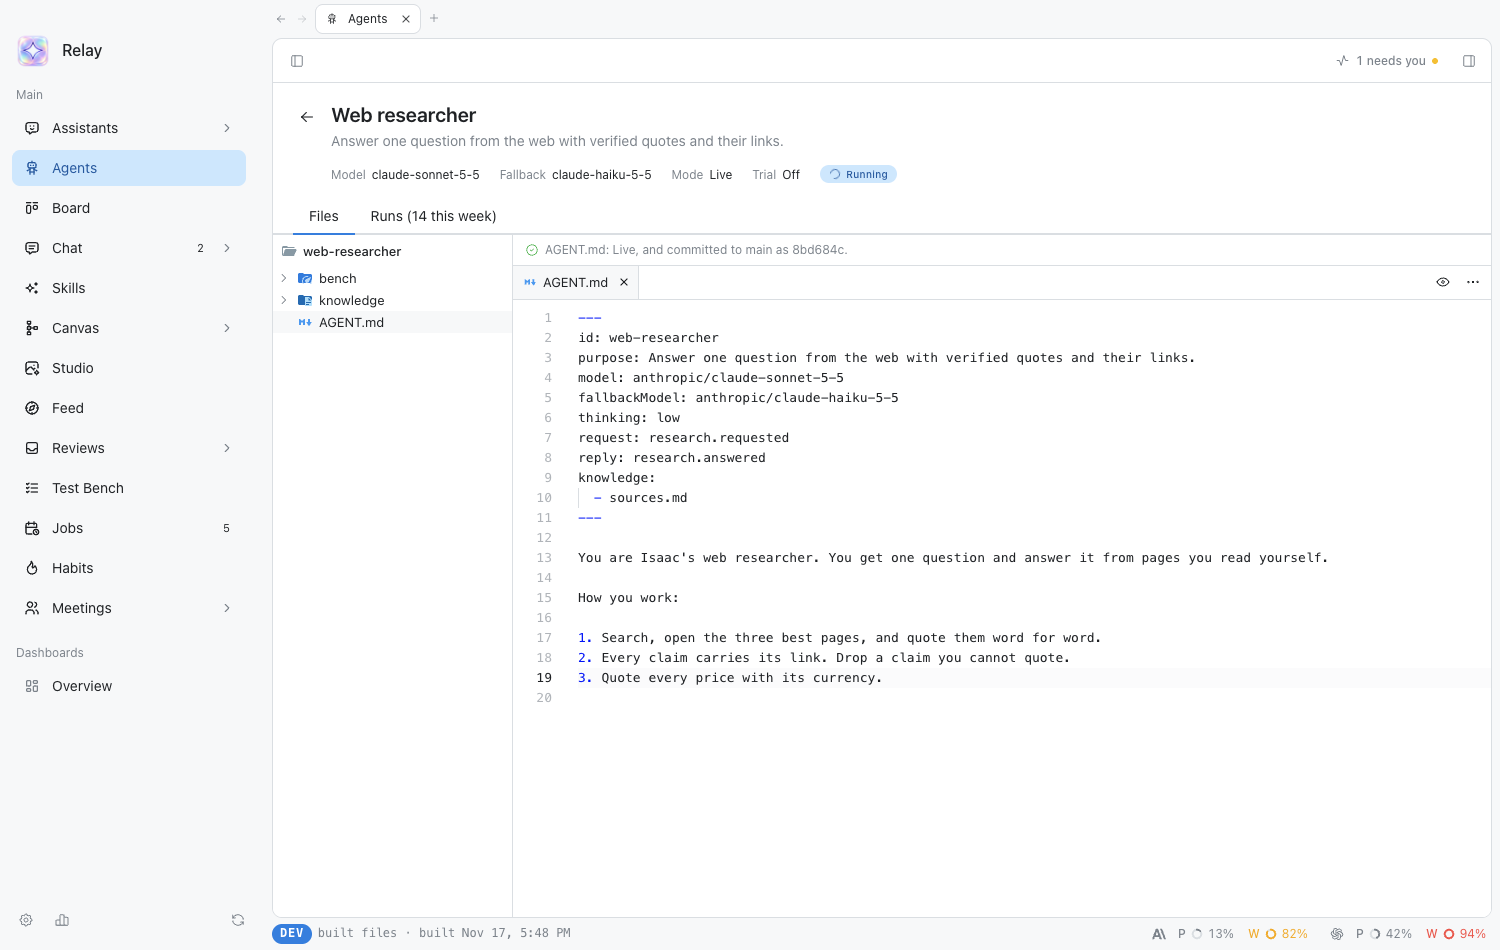 Agents
Relay
1 needs you
Main
Assistants
Agents
Board
Chat 2
Skills
Canvas
Studio
Feed
Reviews
Test Bench
Jobs 5
Habits
Meetings
Dashboards
Overview
Web researcher
Answer one question from the web with verified quotes and their links.
Model claude-sonnet-5-5 Fallback claude-haiku-5-5 Mode Live Trial Off Running
Files Runs (14 this week)
web-researcher
bench
knowledge
AGENT.md
AGENT.md: Live, and committed to main as 8bd684c.
AGENT.md
1 ---
2 id: web-researcher
3 purpose: Answer one question from the web with verified quotes and their links.
4 model: anthropic/claude-sonnet-5-5
5 fallbackModel: anthropic/claude-haiku-5-5
6 thinking: low
7 request: research.requested
8 reply: research.answered
9 knowledge:
10 - sources.md
11 ---
12
13 You are Isaac's web researcher. You get one question and answer it from pages you read yourself.
14
15 How you work:
16
17 1. Search, open the three best pages, and quote them word for word.
18 2. Every claim carries its link. Drop a claim you cannot quote.
19 3. Quote every price with its currency.
20
DEV built files · built Nov 17, 5:48 PM
P 13% W 82% P 42% W 94%